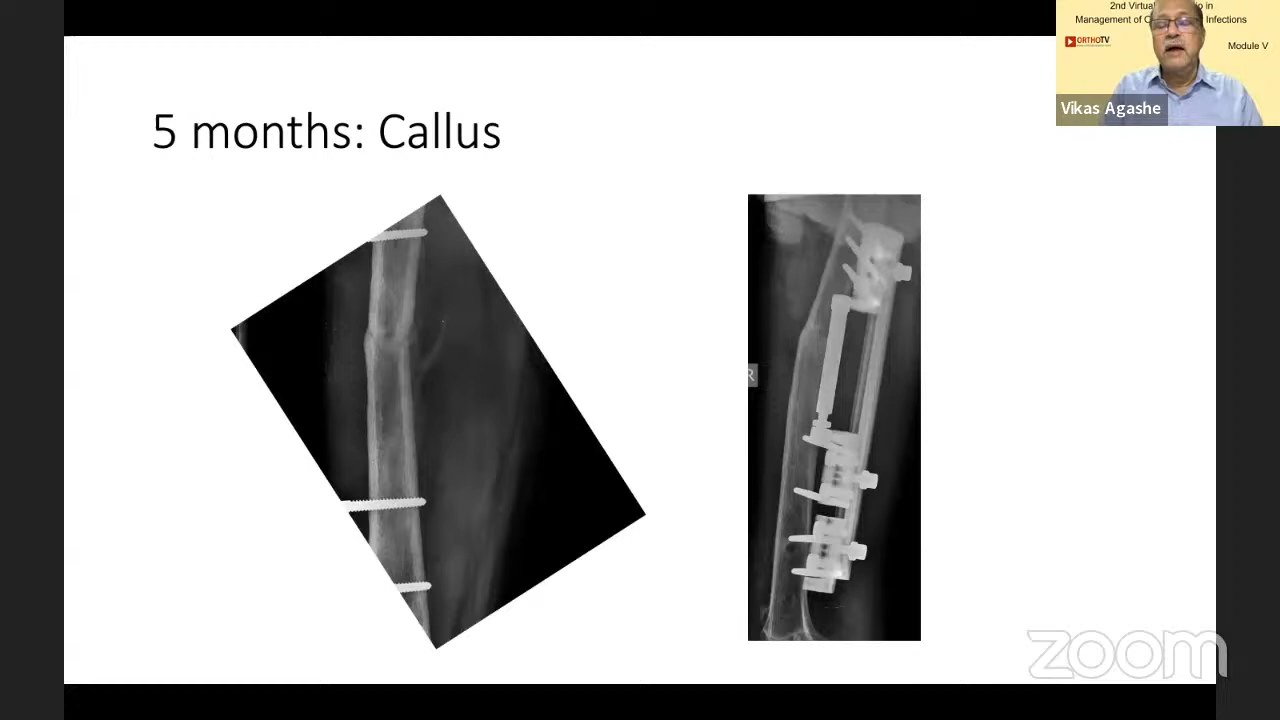 2nd Virtual
in
Management of
Infections
ORTHOTV
Module V
Vikas Agashe
5 months: Callus
R
zoom